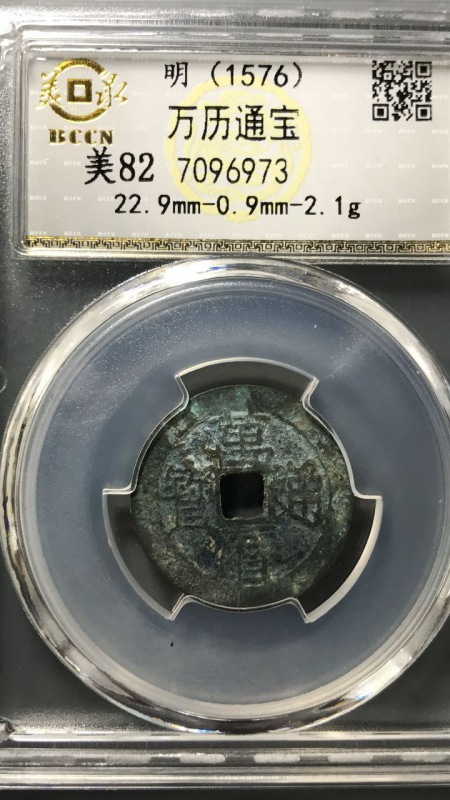 美 泉
BCCN
明（1576）
万历通宝
美82 7096973
22.9mm-0.9mm-2.1g
萬
寶 通
曆